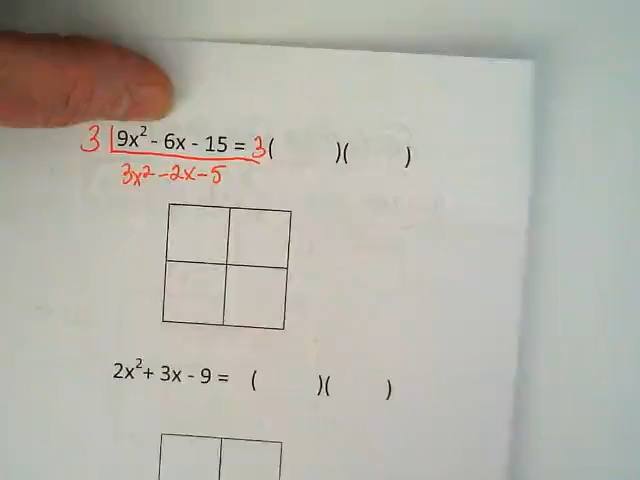 3 9x² - 6x - 15 = 3( )( )
3x² - 2x - 5
2x² + 3x - 9 = ( )( )